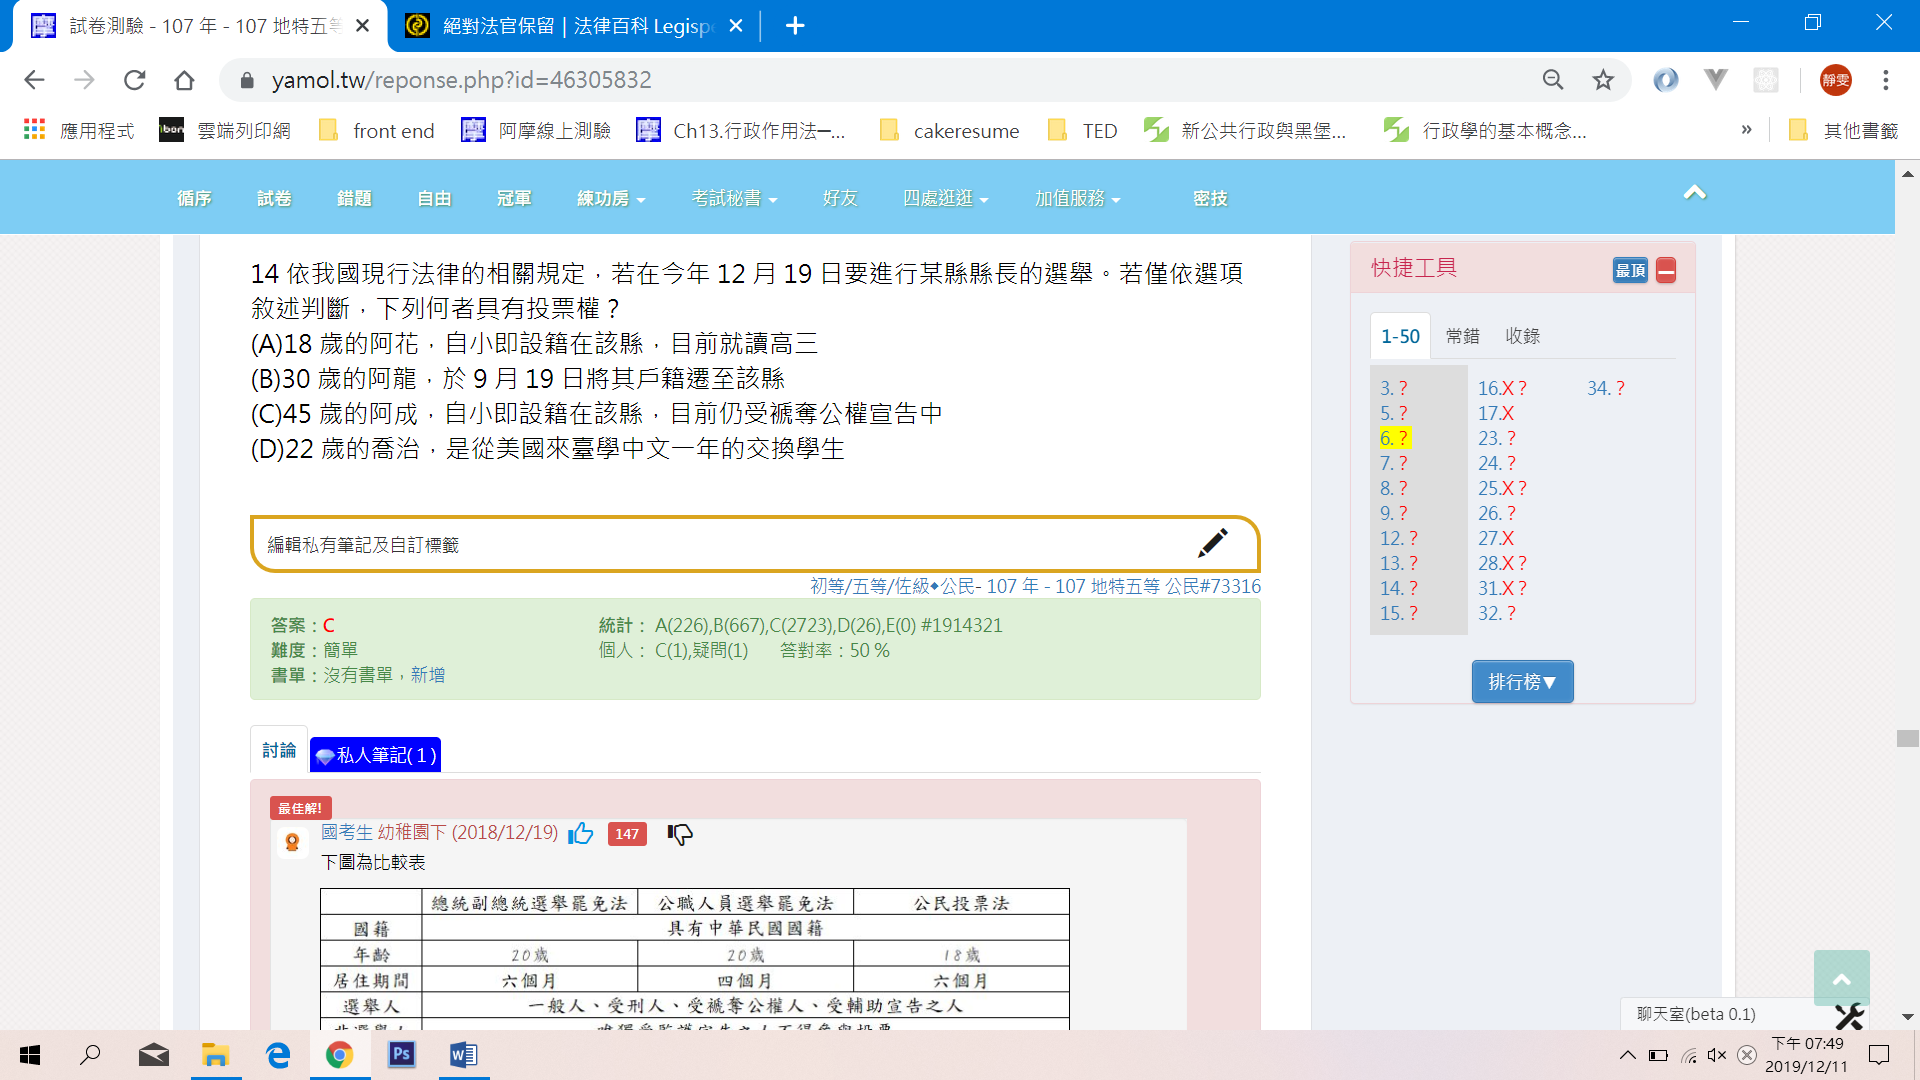 試卷測驗 - 107 年 - 107 地特五等
絕對法官保留 | 法律百科 Legisp
yamol.tw/reponse.php?id=46305832
靜雯
應用程式
ibon
雲端列印網
front end
阿摩線上測驗
Ch13.行政作用法─...
cakeresume
TED
新公共行政與黑堡...
行政學的基本概念...
»
其他書籤
循序 試卷 錯題 自由 冠軍 練功房 考試秘書 好友 四處逛逛 加值服務 密技
14 依我國現行法律的相關規定，若在今年 12 月 19 日要進行某縣縣長的選舉。若僅依選項
敘述判斷，下列何者具有投票權？
(A)18 歲的阿花，自小即設籍在該縣，目前就讀高三
(B)30 歲的阿龍，於 9 月 19 日將其戶籍遷至該縣
(C)45 歲的阿成，自小即設籍在該縣，目前仍受褫奪公權宣告中
(D)22 歲的喬治，是從美國來臺學中文一年的交換學生
編輯私有筆記及自訂標籤
初等/五等/佐級◆公民- 107 年 - 107 地特五等 公民#73316
答案：C
統計： A(226),B(667),C(2723),D(26),E(0) #1914321
難度：簡單
個人： C(1),疑問(1) 答對率：50 %
書單：沒有書單，新增
討論
私人筆記( 1 )
最佳解!
國考生 幼稚園下 (2018/12/19) 147
下圖為比較表
總統副總統選舉罷免法 公職人員選舉罷免法 公民投票法
國籍 具有中華民國國籍
年齡 20歲 20歲 18歲
居住期間 六個月 四個月 六個月
選舉人 一般人、受刑人、受褫奪公權人、受輔助宣告之人
快捷工具
最頂
1-50 常錯 收錄
3. ? 16.X ? 34. ?
5. ? 17.X
6. ? 23. ?
7. ? 24. ?
8. ? 25.X ?
9. ? 26. ?
12. ? 27.X
13. ? 28.X ?
14. ? 31.X ?
15. ? 32. ?
排行榜▼
聊天室(beta 0.1)
Ps
下午 07:49
2019/12/11